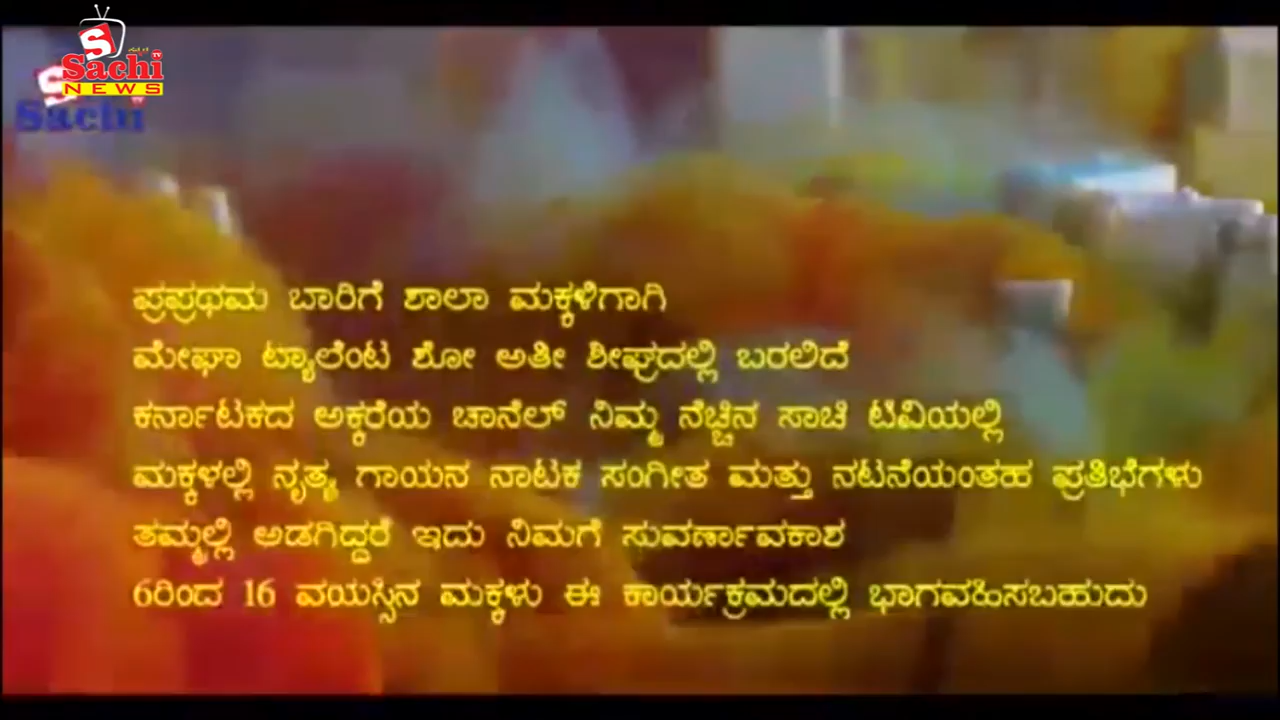 Sachi TV
NEWS
Sachi
ಪ್ರಪ್ರಥಮ ಬಾರಿಗೆ ಶಾಲಾ ಮಕ್ಕಳಿಗಾಗಿ
ಮೇಘಾ ಟ್ಯಾಲೆಂಟ ಶೋ ಅತೀ ಶೀಘ್ರದಲ್ಲಿ ಬರಲಿದೆ
ಕರ್ನಾಟಕದ ಅಕ್ಕರೆಯ ಚಾನೆಲ್ ನಿಮ್ಮ ನೆಚ್ಚಿನ ಸಾಚಿ ಟಿವಿಯಲ್ಲಿ
ಮಕ್ಕಳಲ್ಲಿ ನೃತ್ಯ ಗಾಯನ ನಾಟಕ ಸಂಗೀತ ಮತ್ತು ನಟನೆಯಂತಹ ಪ್ರತಿಭೆಗಳು
ತಮ್ಮಲ್ಲಿ ಅಡಗಿದ್ದರೆ ಇದು ನಿಮಗೆ ಸುವರ್ಣಾವಕಾಶ
6ರಿಂದ 16 ವಯಸ್ಸಿನ ಮಕ್ಕಳು ಈ ಕಾರ್ಯಕ್ರಮದಲ್ಲಿ ಭಾಗವಹಿಸಬಹುದು